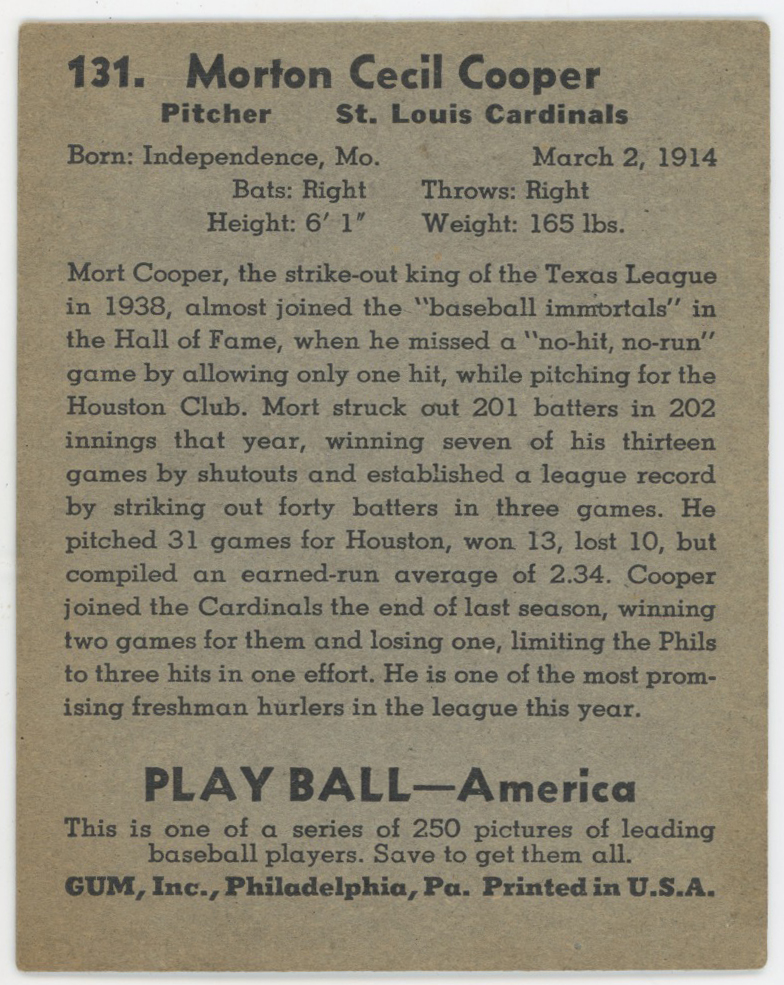 131. Morton Cecil Cooper
Pitcher St. Louis Cardinals
Born: Independence, Mo. March 2, 1914
Bats: Right Throws: Right
Height: 6′ 1″ Weight: 165 lbs.
Mort Cooper, the strike-out king of the Texas League
in 1938, almost joined the "baseball immortals" in
the Hall of Fame, when he missed a "no-hit, no-run"
game by allowing only one hit, while pitching for the
Houston Club. Mort struck out 201 batters in 202
innings that year, winning seven of his thirteen
games by shutouts and established a league record
by striking out forty batters in three games. He
pitched 31 games for Houston, won 13, lost 10, but
compiled an earned-run average of 2.34. Cooper
joined the Cardinals the end of last season, winning
two games for them and losing one, limiting the Phils
to three hits in one effort. He is one of the most prom-
ising freshman hurlers in the league this year.
PLAY BALL—America
This is one of a series of 250 pictures of leading
baseball players. Save to get them all.
GUM, Inc., Philadelphia, Pa. Printed in U.S.A.